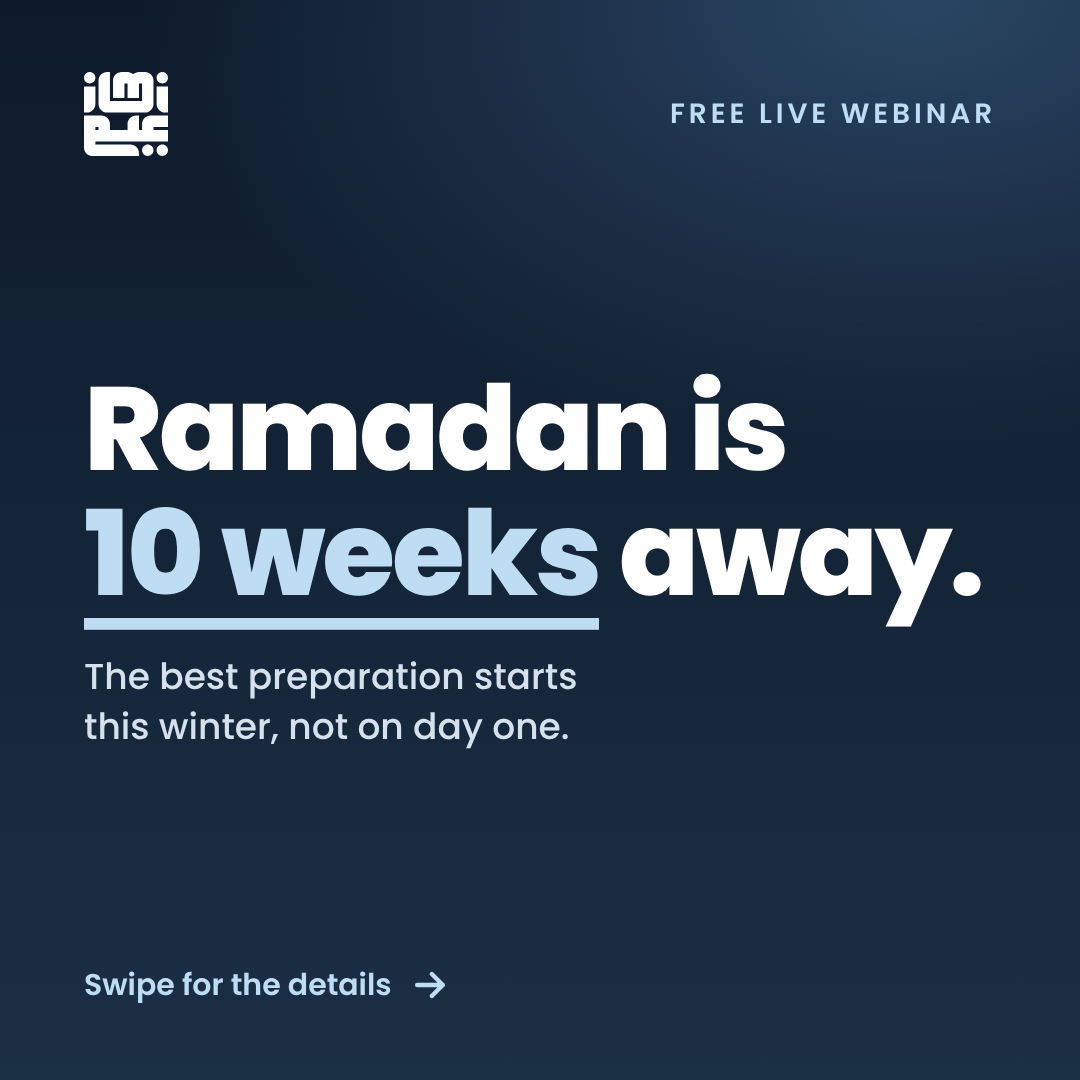 FREE LIVE WEBINAR
Ramadan is
10 weeks away.
The best preparation starts
this winter, not on day one.
Swipe for the details →